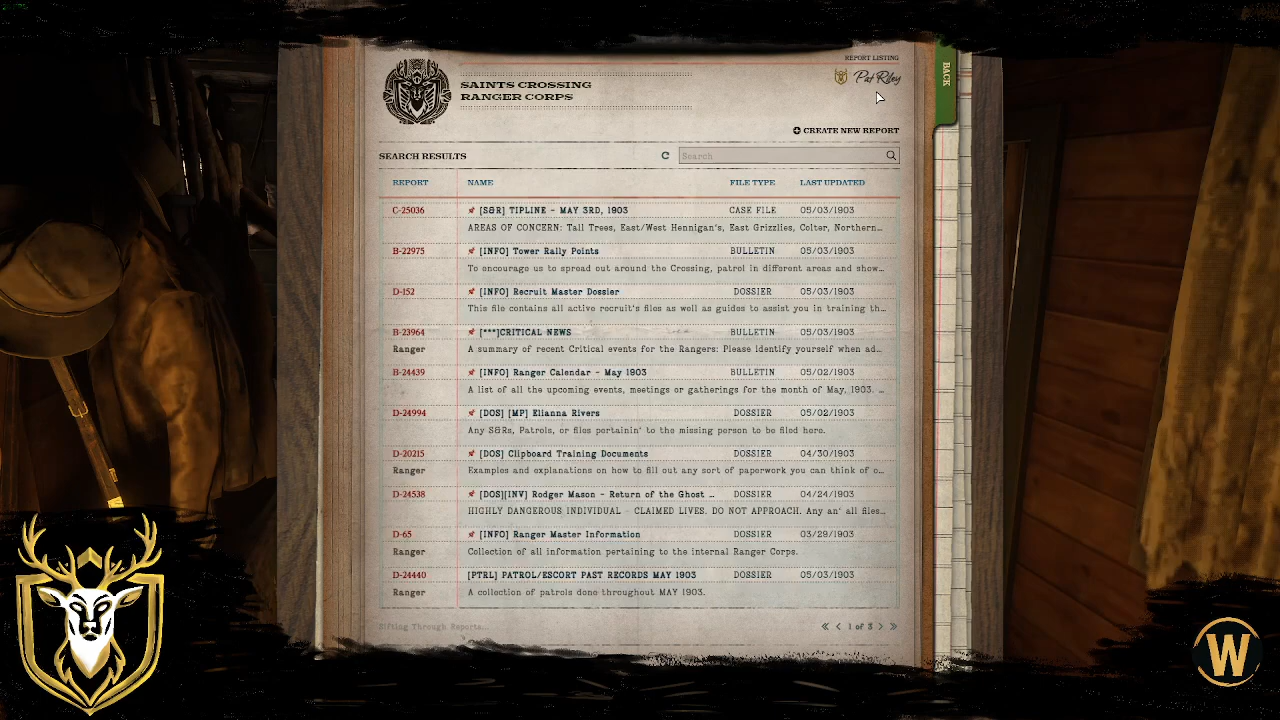 REPORT LISTING
Pat Riley
BACK
SAINTS CROSSING
RANGER CORPS
CREATE NEW REPORT
SEARCH RESULTS
Search
REPORT NAME FILE TYPE LAST UPDATED
C-25036 [S&R] TIPLINE - MAY 3RD, 1903 CASE FILE 05/03/1903
AREAS OF CONCERN: Tall Trees, East/West Hennigan's, East Grizzlies, Colter, Northern...
B-22975 [INFO] Tower Rally Points BULLETIN 05/03/1903
To encourage us to spread out around the Crossing, patrol in different areas and show...
D-152 [INFO] Recruit Master Dossier DOSSIER 05/03/1903
This file contains all active recruit's files as well as guides to assist you in training th...
B-23964 [***]CRITICAL NEWS BULLETIN 05/03/1903
Ranger A summary of recent Critical events for the Rangers: Please identify yourself when ad...
B-24439 [INFO] Ranger Calendar - May 1903 BULLETIN 05/02/1903
A list of all the upcoming events, meetings or gatherings for the month of May, 1903. ...
D-24994 [DOS] [MP] Elianna Rivers DOSSIER 05/02/1903
Any S&Rs, Patrols, or files pertainin' to the missing person to be filed here.
D-20215 [DOS] Clipboard Training Documents DOSSIER 04/30/1903
Ranger Examples and explanations on how to fill out any sort of paperwork you can think of o...
D-24538 [DOS][INV] Rodger Mason - Return of the Ghost ... DOSSIER 04/24/1903
HIGHLY DANGEROUS INDIVIDUAL - CLAIMED LIVES. DO NOT APPROACH. Any an' all files...
D-65 [INFO] Ranger Master Information DOSSIER 03/29/1903
Ranger Collection of all information pertaining to the internal Ranger Corps.
D-24440 [PTRL] PATROL/ESCORT PAST RECORDS MAY 1903 DOSSIER 05/03/1903
Ranger A collection of patrols done throughout MAY 1903.
Sifting Through Reports...
1 of 3
W